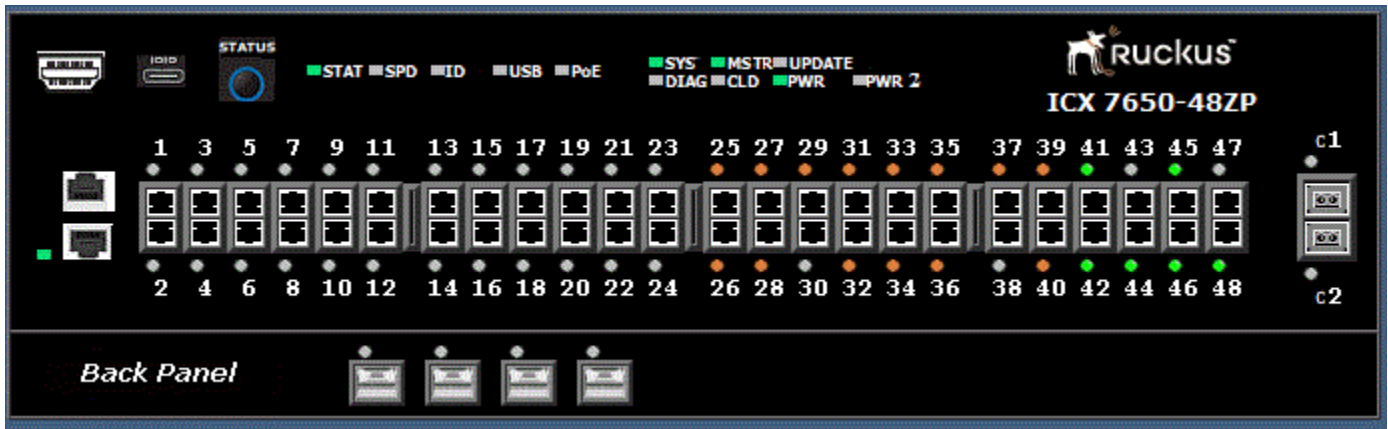 STATUS
STAT SPD ID USB PoE
SYS MSTR UPDATE
DIAG CLD PWR PWR 2
RUCKUS™
ICX 7650-48ZP
1 3 5 7 9 11 13 15 17 19 21 23 25 27 29 31 33 35 37 39 41 43 45 47
c1
2 4 6 8 10 12 14 16 18 20 22 24 26 28 30 32 34 36 38 40 42 44 46 48
c2
Back Panel